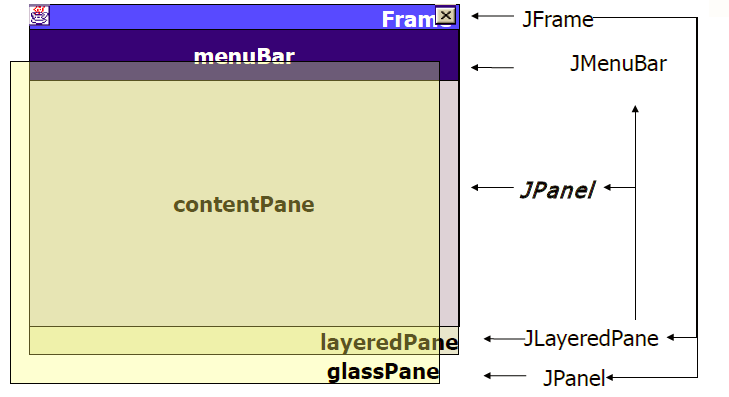 Frame
JFrame
menuBar
JMenuBar
contentPane
JPanel
layeredPane
JLayeredPane
glassPane
JPanel